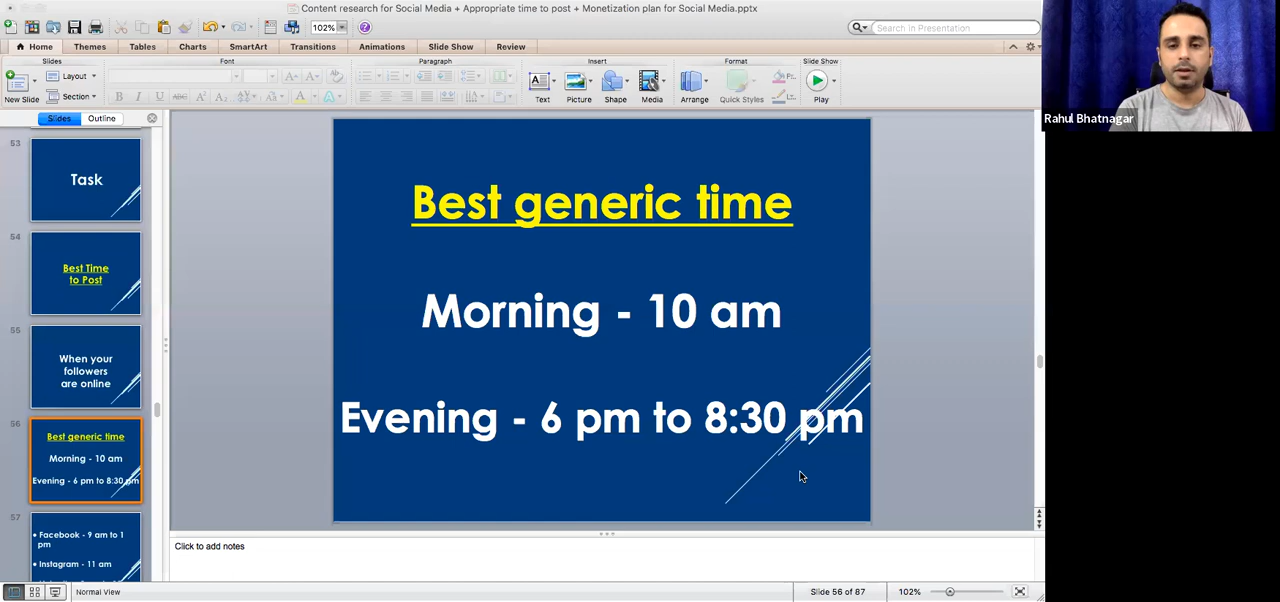 Content research for Social Media + Appropriate time to post + Monetization plan for Social Media.pptx
102%
Search in Presentation
Home Themes Tables Charts SmartArt Transitions Animations Slide Show Review
Slides Font Paragraph Insert Format Slide Show
New Slide
Layout
Section
B I U ABC
Text Picture Shape Media Arrange Quick Styles Play
Rahul Bhatnagar
Slides Outline
53
Task
54
Best Time
to Post
55
When your
followers
are online
56
Best generic time
Morning - 10 am
Evening - 6 pm to 8:30 pm
57
• Facebook - 9 am to 1
pm
• Instagram - 11 am
Best generic time
Morning - 10 am
Evening - 6 pm to 8:30 pm
Click to add notes
Normal View
Slide 56 of 87
102%